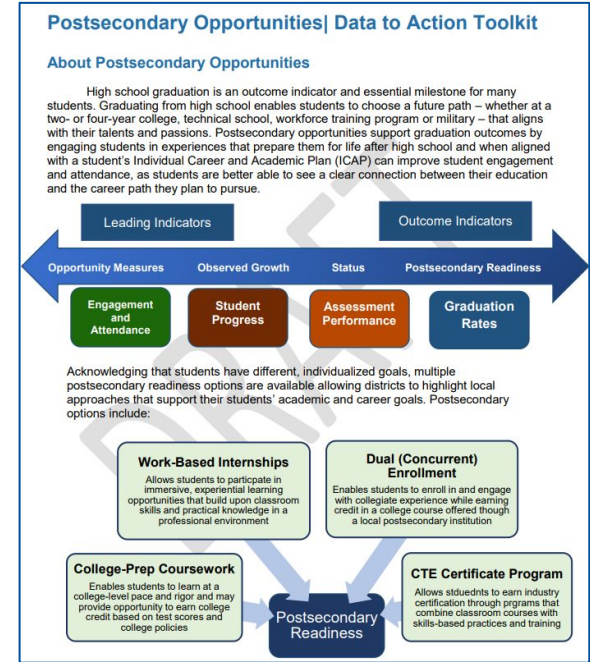 Postsecondary Opportunities| Data to Action Toolkit
About Postsecondary Opportunities
High school graduation is an outcome indicator and essential milestone for many
students. Graduating from high school enables students to choose a future path – whether at a
two- or four-year college, technical school, workforce training program or military – that aligns
with their talents and passions. Postsecondary opportunities support graduation outcomes by
engaging students in experiences that prepare them for life after high school and when aligned
with a student's Individual Career and Academic Plan (ICAP) can improve student engagement
and attendance, as students are better able to see a clear connection between their education
and the career path they plan to pursue.
Leading Indicators
Outcome Indicators
Opportunity Measures
Observed Growth
Status
Postsecondary Readiness
Engagement
and
Attendance
Student
Progress
Assessment
Performance
Graduation
Rates
DRAFT
Acknowledging that students have different, individualized goals, multiple
postsecondary readiness options are available allowing districts to highlight local
approaches that support their students' academic and career goals. Postsecondary
options include:
Work-Based Internships
Allows students to particpate in
immersive, experiential learning
opportunities that build upon classroom
skills and practical knowledge in a
professional environment
Dual (Concurrent)
Enrollment
Enables students to enroll in and engage
with collegiate experience while earning
credit in a college course offered though
a local postsecondary institution
College-Prep Coursework
Enables students to learn at a
college-level pace and rigor and may
provide opportunity to earn college
credit based on test scores and
college policies
CTE Certificate Program
Allows stduednts to earn industry
certification through prgrams that
combine classroom courses with
skills-based practices and training
Postsecondary
Readiness